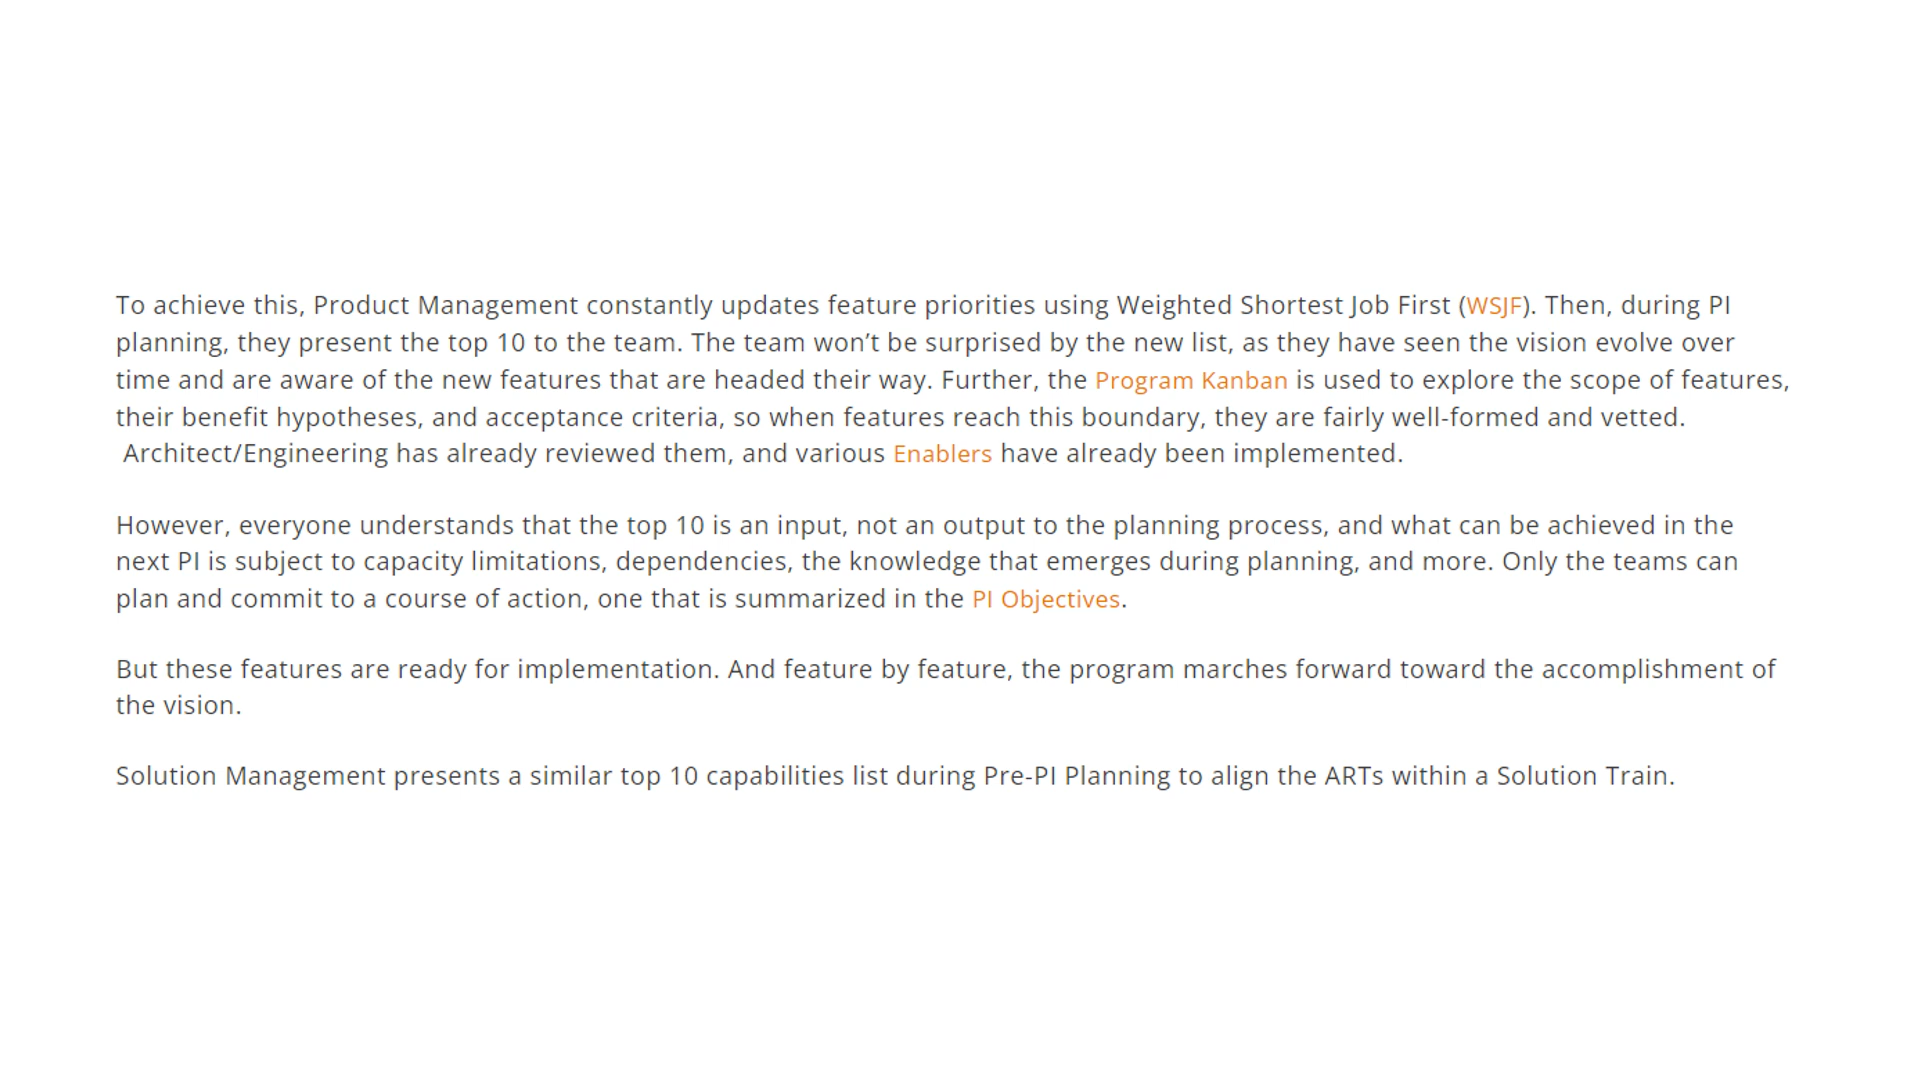 To achieve this, Product Management constantly updates feature priorities using Weighted Shortest Job First (WSJF). Then, during PI
planning, they present the top 10 to the team. The team won’t be surprised by the new list, as they have seen the vision evolve over
time and are aware of the new features that are headed their way. Further, the Program Kanban is used to explore the scope of features,
their benefit hypotheses, and acceptance criteria, so when features reach this boundary, they are fairly well-formed and vetted.
Architect/Engineering has already reviewed them, and various Enablers have already been implemented.
However, everyone understands that the top 10 is an input, not an output to the planning process, and what can be achieved in the
next PI is subject to capacity limitations, dependencies, the knowledge that emerges during planning, and more. Only the teams can
plan and commit to a course of action, one that is summarized in the PI Objectives.
But these features are ready for implementation. And feature by feature, the program marches forward toward the accomplishment of
the vision.
Solution Management presents a similar top 10 capabilities list during Pre-PI Planning to align the ARTs within a Solution Train.